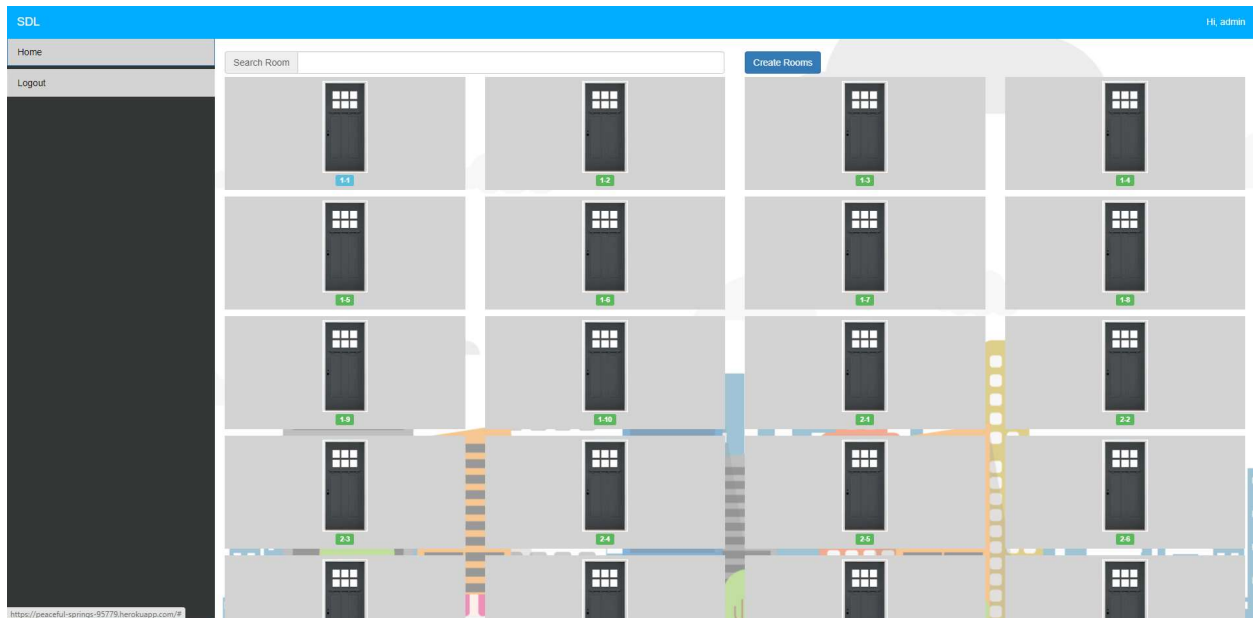 SDL
Hi, admin
Home
Logout
Search Room
Create Rooms
1-1
1-2
1-3
1-4
1-5
1-6
1-7
1-8
1-9
1-10
2-1
2-2
2-3
2-4
2-5
2-6
https://peaceful-springs-95779.herokuapp.com/#